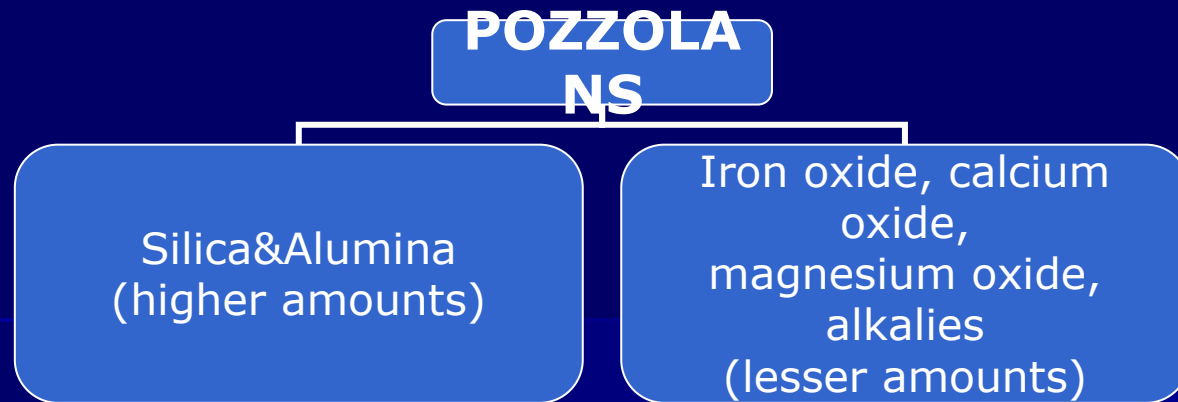 POZZOLA
NS
Silica&Alumina
(higher amounts)
Iron oxide, calcium
oxide,
magnesium oxide,
alkalies
(lesser amounts)